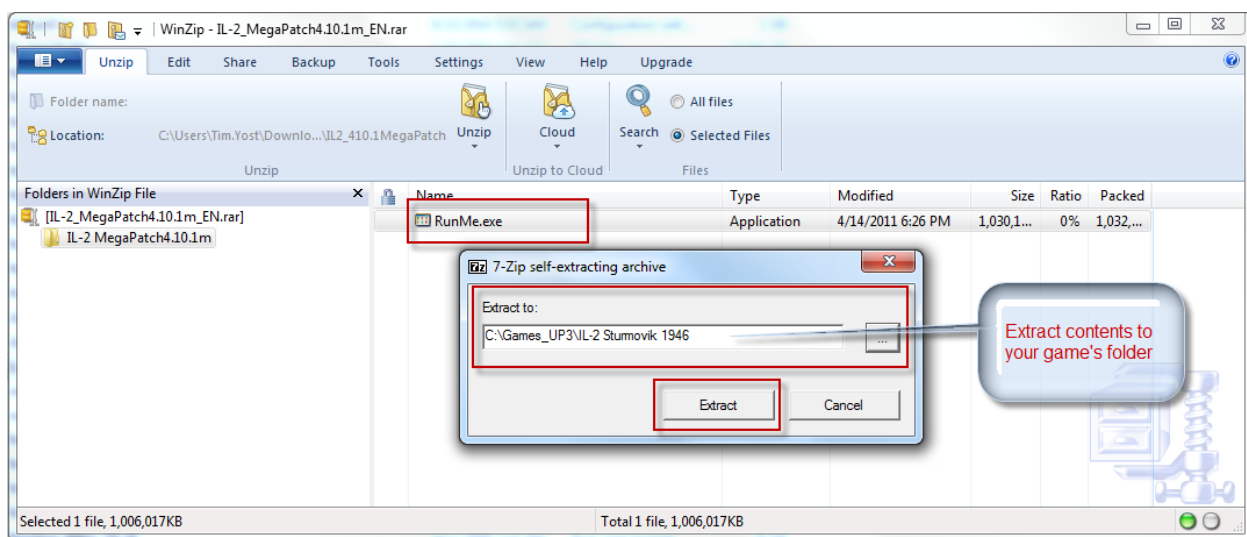 WinZip - IL-2_MegaPatch4.10.1m_EN.rar
Unzip Edit Share Backup Tools Settings View Help Upgrade
Folder name:
Location: C:\Users\Tim.Yost\Downlo...\IL2_410.1MegaPatch
Unzip
Cloud
Search
All files
Selected Files
Unzip
Unzip to Cloud
Files
Folders in WinZip File
Name Type Modified Size Ratio Packed
[IL-2_MegaPatch4.10.1m_EN.rar]
IL-2 MegaPatch4.10.1m
RunMe.exe Application 4/14/2011 6:26 PM 1,030,1... 0% 1,032,...
7-Zip self-extracting archive
Extract to:
C:\Games_UP3\IL-2 Sturmovik 1946
...
Extract
Cancel
Extract contents to
your game's folder
Selected 1 file, 1,006,017KB
Total 1 file, 1,006,017KB